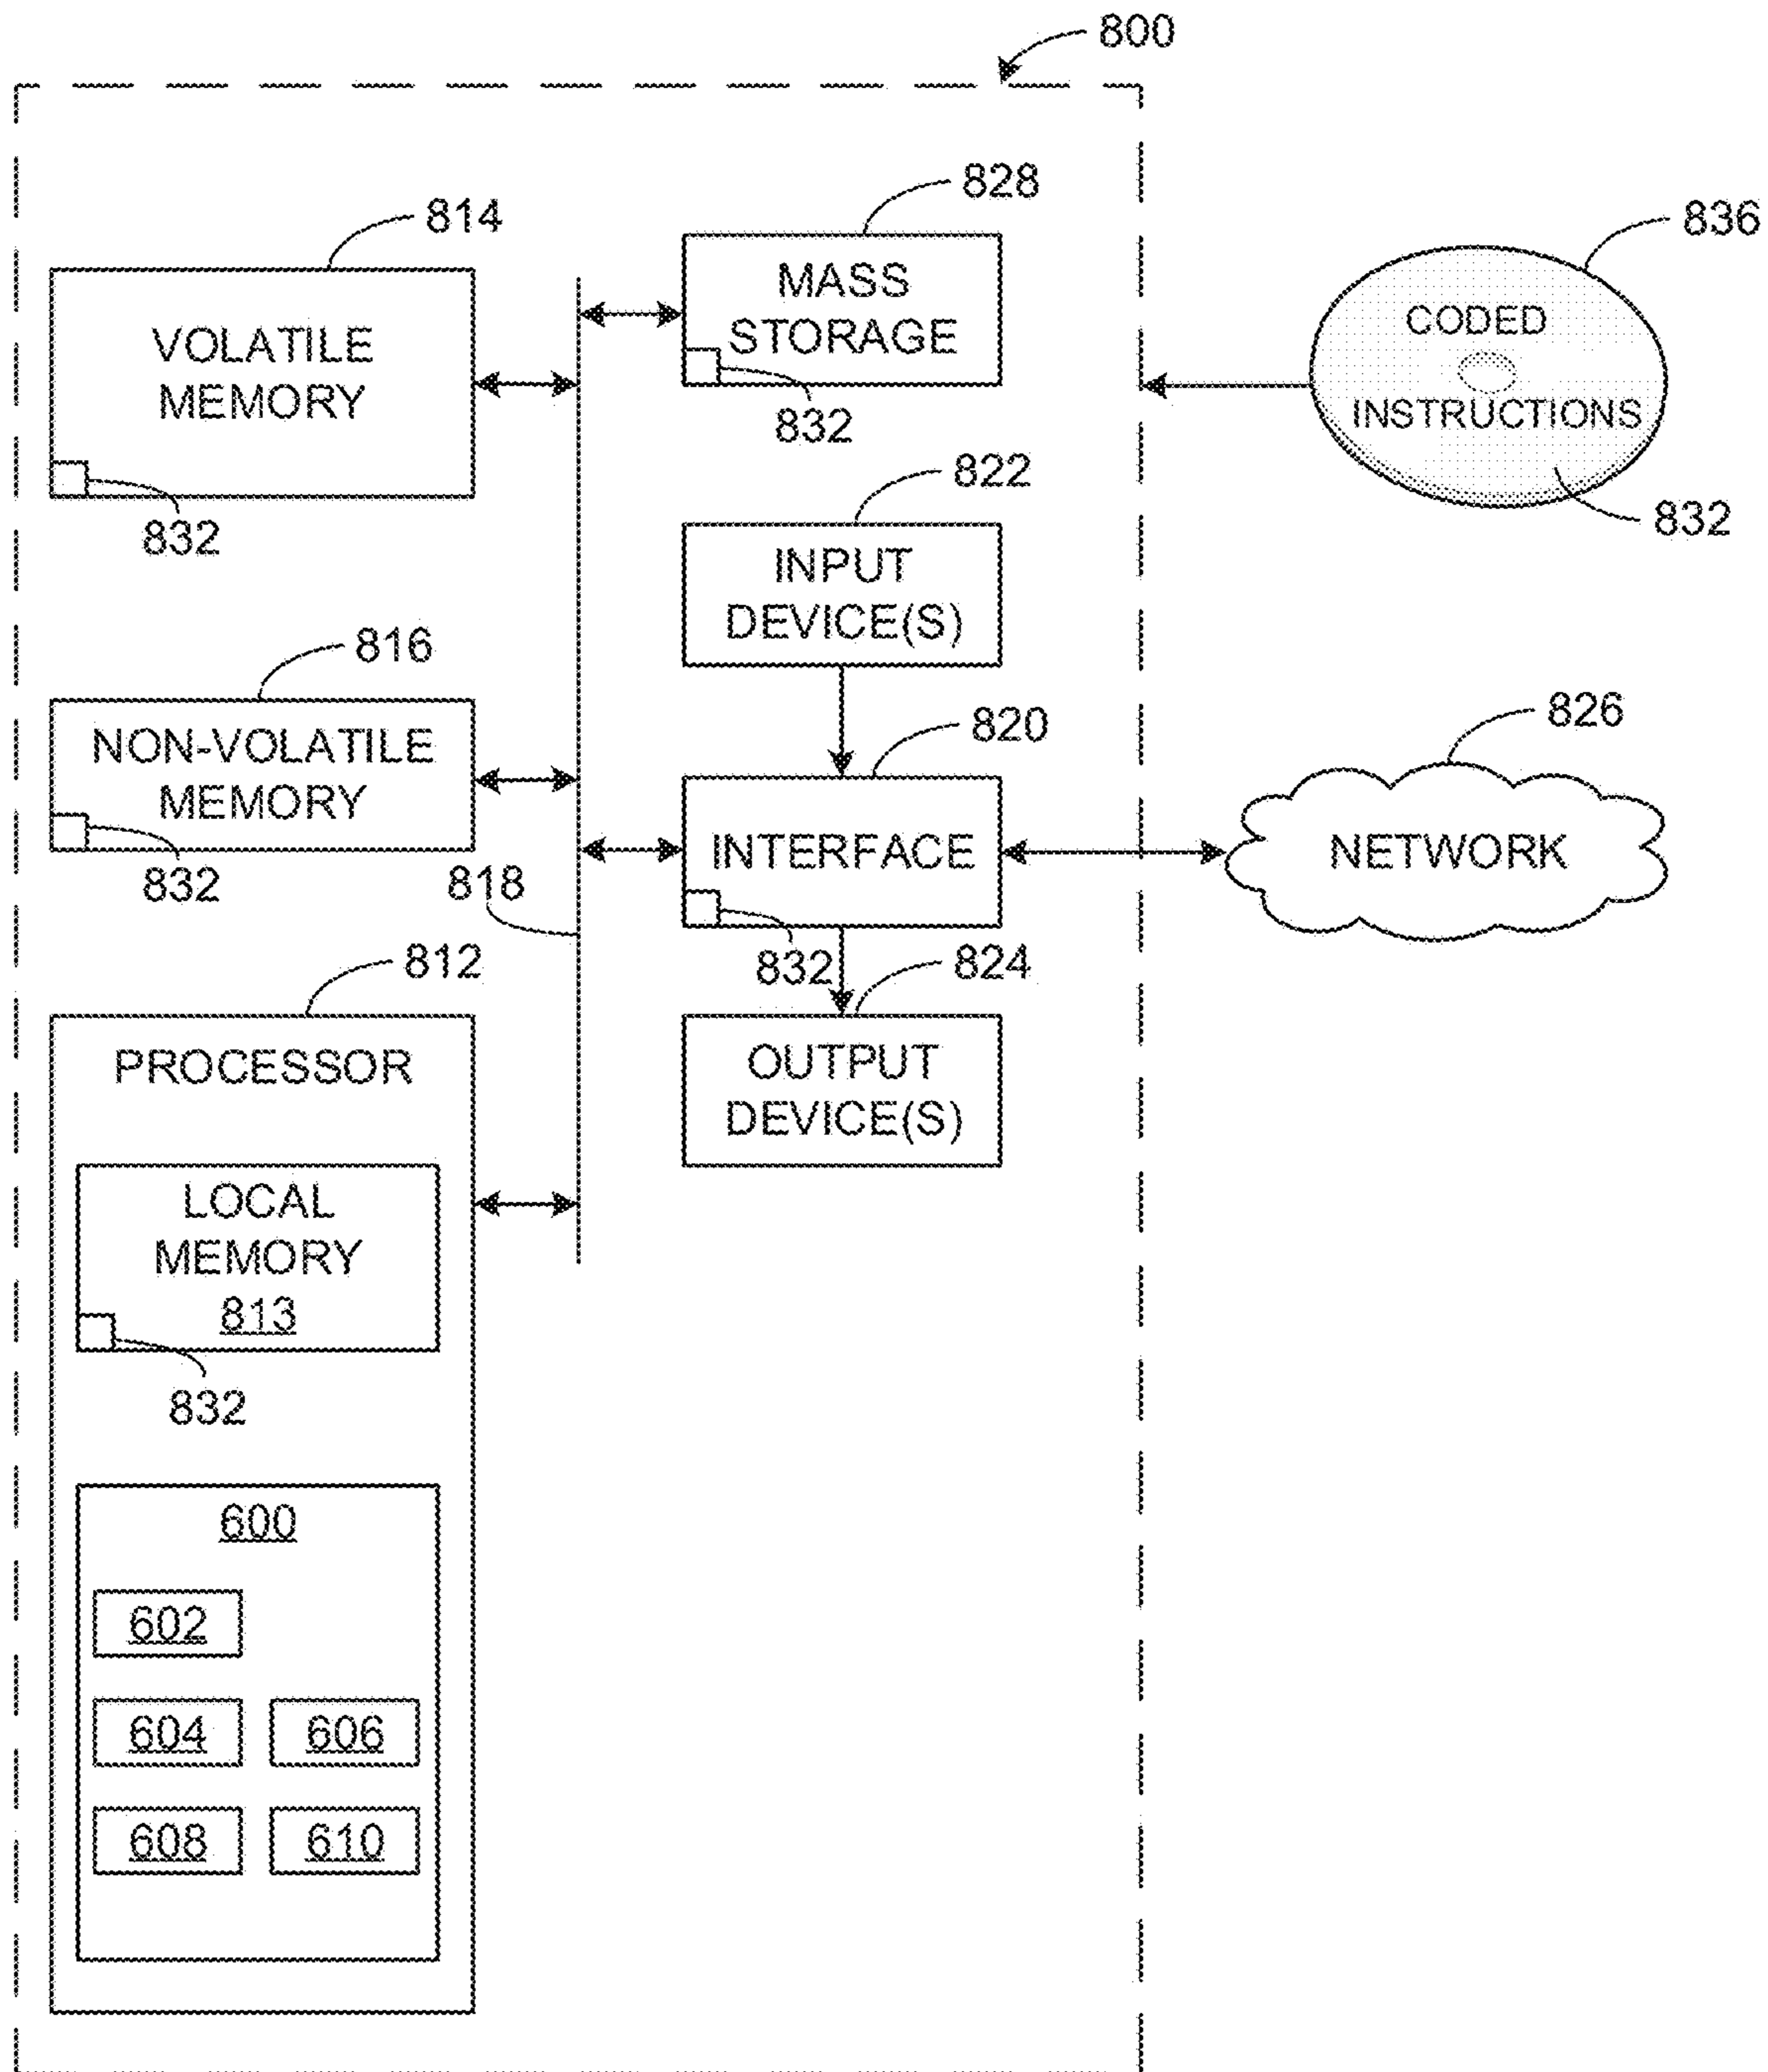 800
814
VOLATILE
MEMORY
832
828
MASS
STORAGE
832
836
CODED
INSTRUCTIONS
832
822
INPUT
DEVICE(S)
816
NON-VOLATILE
MEMORY
832
820
INTERFACE
832
826
NETWORK
818
812
PROCESSOR
824
OUTPUT
DEVICE(S)
LOCAL
MEMORY
813
832
600
602
604
606
608
610